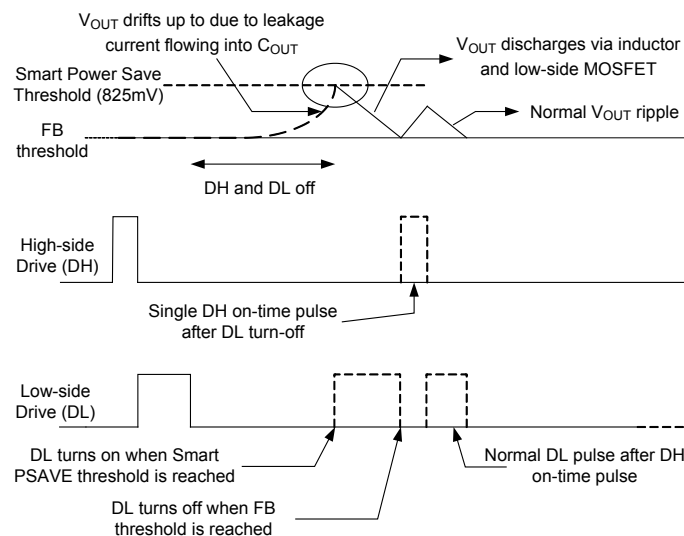 VOUT drifts up to due to leakage
current flowing into COUT
VOUT discharges via inductor
and low-side MOSFET
Smart Power Save
Threshold (825mV)
Normal VOUT ripple
FB
threshold
DH and DL off
High-side
Drive (DH)
Single DH on-time pulse
after DL turn-off
Low-side
Drive (DL)
DL turns on when Smart
PSAVE threshold is reached
Normal DL pulse after DH
on-time pulse
DL turns off when FB
threshold is reached